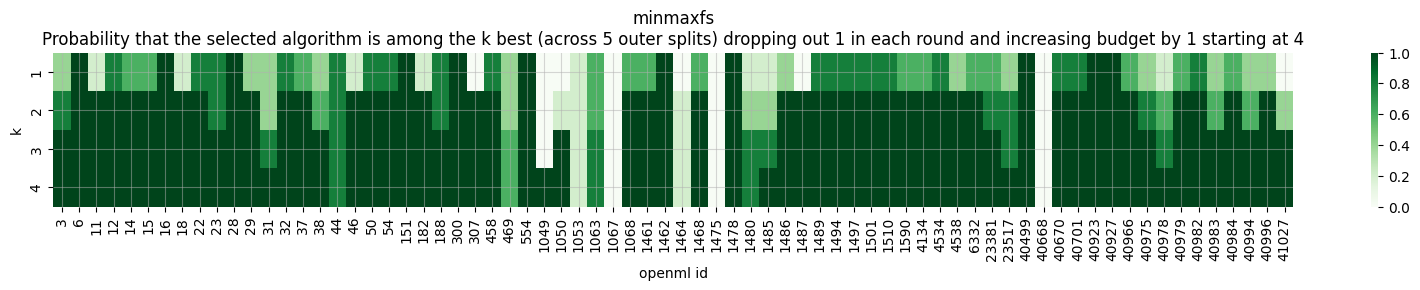 minmaxfs
Probability that the selected algorithm is among the k best (across 5 outer splits) dropping out 1 in each round and increasing budget by 1 starting at 4
k
1
2
3
4
3 6 11 12 14 15 16 18 22 23 28 29 31 32 37 38 44 46 50 54 151 182 188 300 307 458 469 554 1049 1050 1053 1063 1067 1068 1461 1462 1464 1468 1475 1478 1480 1485 1486 1487 1489 1494 1497 1501 1510 1590 4134 4534 4538 6332 23381 23517 40499 40668 40670 40701 40923 40927 40966 40975 40978 40979 40982 40983 40984 40994 40996 41027
openml id
1.0
0.8
0.6
0.4
0.2
0.0